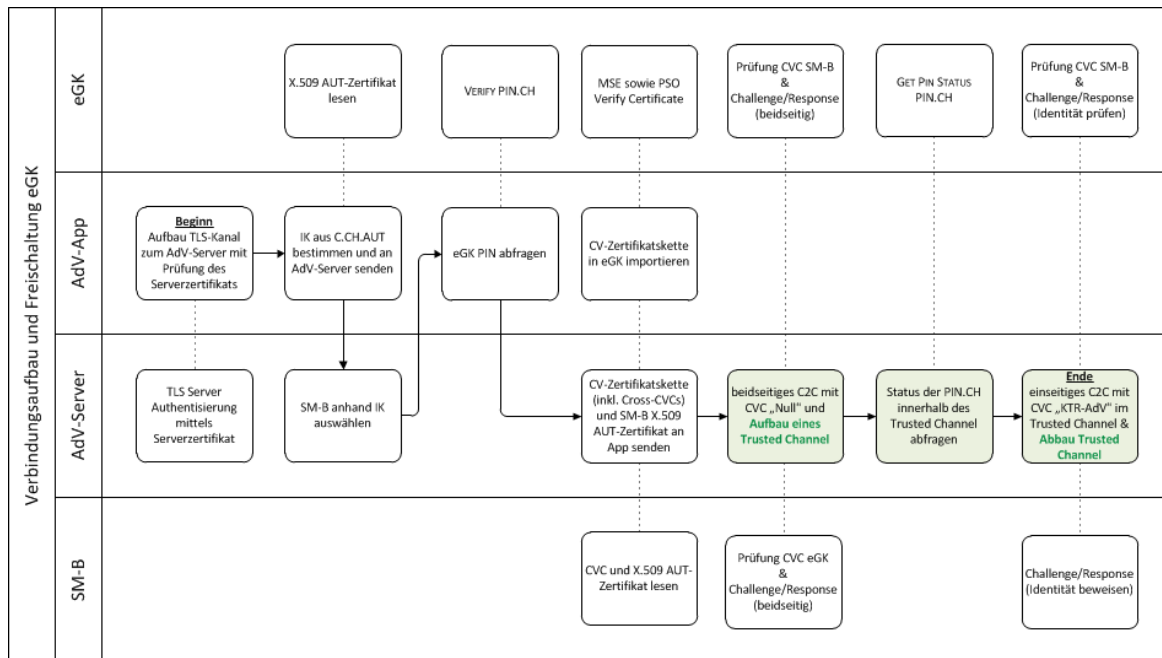 Verbindungsaufbau und Freischaltung eGK
eGK
X.509 AUT-Zertifikat
lesen
VERIFY PIN.CH
MSE sowie PSO
Verify Certificate
Prüfung CVC SM-B
&
Challenge/Response
(beidseitig)
GET PIN STATUS
PIN.CH
Prüfung CVC SM-B
&
Challenge/Response
(Identität prüfen)
AdV-App
Beginn
Aufbau TLS-Kanal
zum AdV-Server mit
Prüfung des
Serverzertifikats
IK aus C.CH.AUT
bestimmen und an
AdV-Server senden
eGK PIN abfragen
CV-Zertifikatskette
in eGK importieren
AdV-Server
TLS Server
Authentisierung
mittels
Serverzertifikat
SM-B anhand IK
auswählen
CV-Zertifikatskette
(inkl. Cross-CVCs)
und SM-B X.509
AUT-Zertifikat an
App senden
beidseitiges C2C mit
CVC „Null" und
Aufbau eines
Trusted Channel
Status der PIN.CH
innerhalb des
Trusted Channel
abfragen
Ende
einseitiges C2C mit
CVC „KTR-AdV" im
Trusted Channel &
Abbau Trusted
Channel
SM-B
CVC und X.509 AUT-
Zertifikat lesen
Prüfung CVC eGK
&
Challenge/Response
(beidseitig)
Challenge/Response
(Identität beweisen)